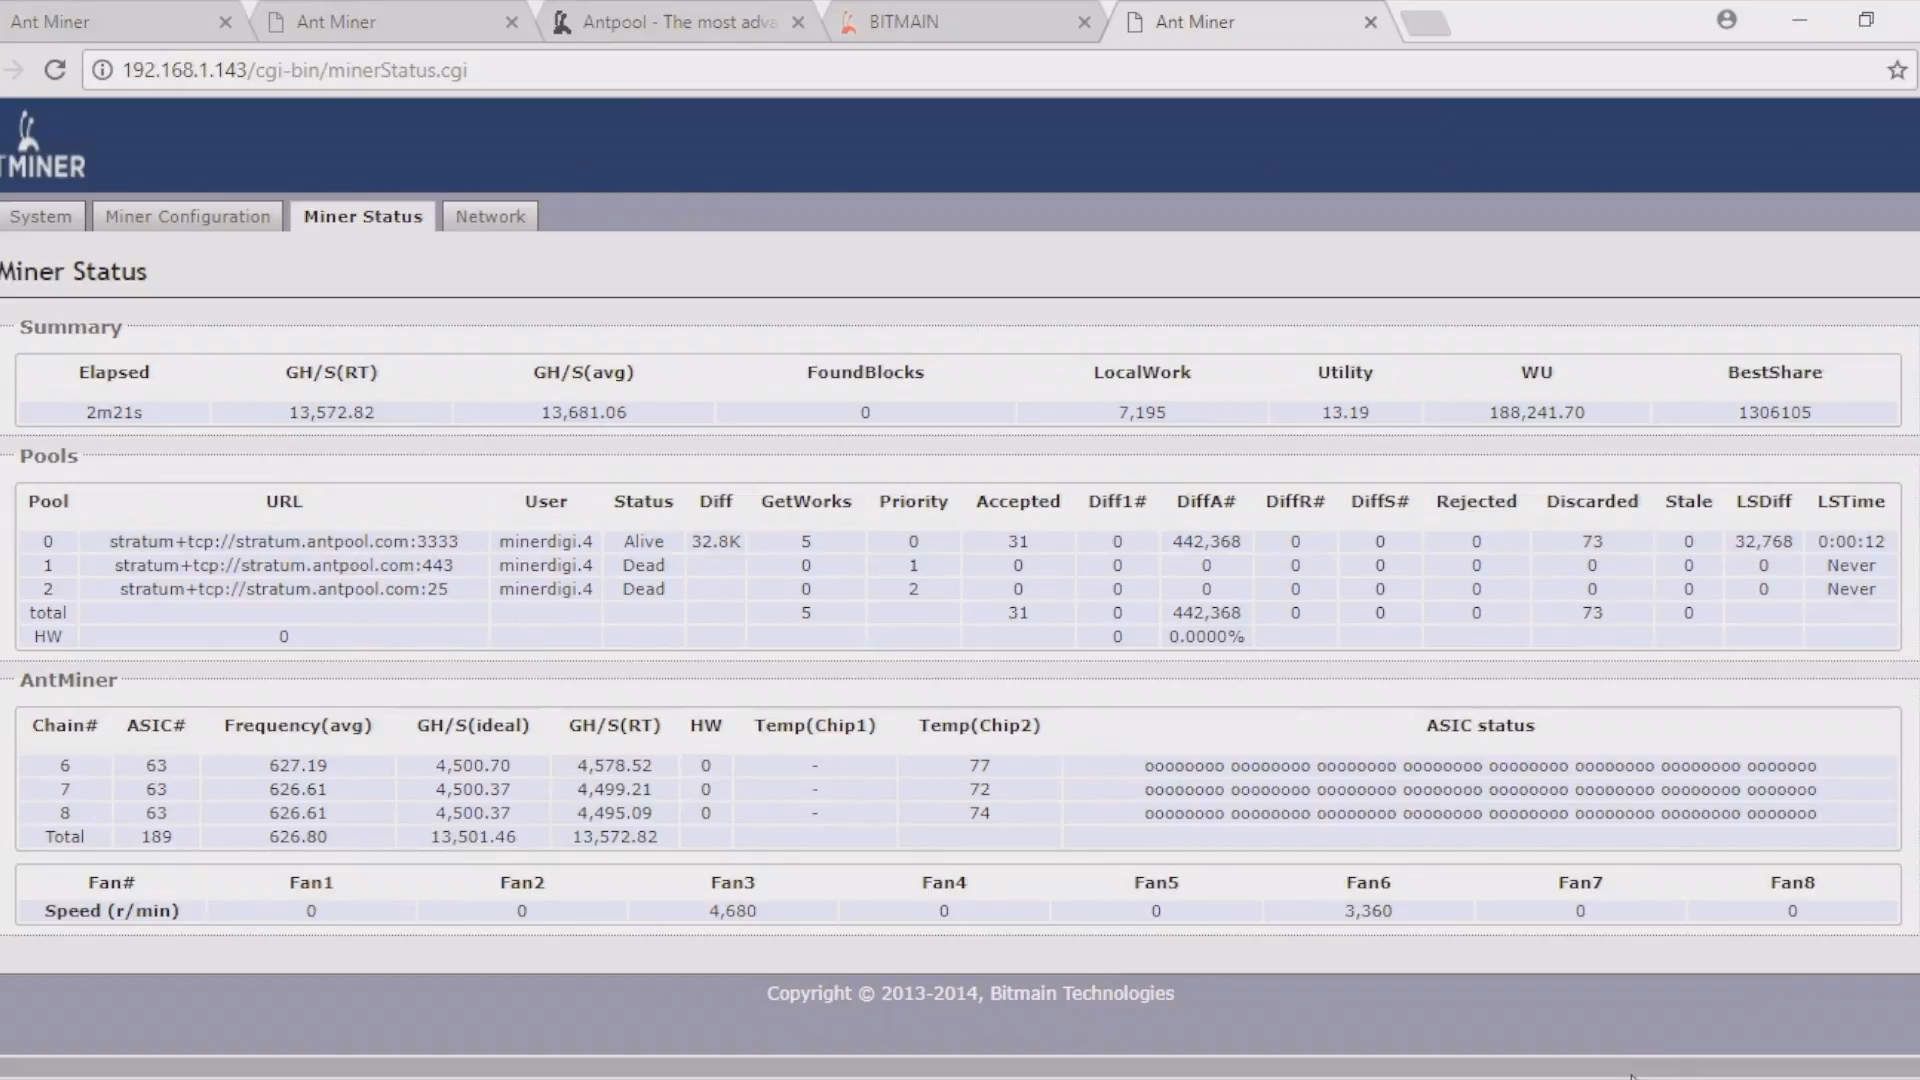 Ant Miner
Ant Miner
Antpool - The most adva
BITMAIN
Ant Miner
192.168.1.143/cgi-bin/minerStatus.cgi
TMINER
System Miner Configuration Miner Status Network
Miner Status
Summary
Elapsed GH/S(RT) GH/S(avg) FoundBlocks LocalWork Utility WU BestShare
2m21s 13,572.82 13,681.06 0 7,195 13.19 188,241.70 1306105
Pools
Pool URL User Status Diff GetWorks Priority Accepted Diff1# DiffA# DiffR# DiffS# Rejected Discarded Stale LSDiff LSTime
0 stratum+tcp://stratum.antpool.com:3333 minerdigi.4 Alive 32.8K 5 0 31 0 442,368 0 0 0 73 0 32,768 0:00:12
1 stratum+tcp://stratum.antpool.com:443 minerdigi.4 Dead 0 1 0 0 0 0 0 0 0 0 0 Never
2 stratum+tcp://stratum.antpool.com:25 minerdigi.4 Dead 0 2 0 0 0 0 0 0 0 0 0 Never
total 5 31 0 442,368 0 0 0 73 0
HW 0 0 0.0000%
AntMiner
Chain# ASIC# Frequency(avg) GH/S(ideal) GH/S(RT) HW Temp(Chip1) Temp(Chip2) ASIC status
6 63 627.19 4,500.70 4,578.52 0 - 77 oooooooo oooooooo oooooooo oooooooo oooooooo oooooooo oooooooo ooooooo
7 63 626.61 4,500.37 4,499.21 0 - 72 oooooooo oooooooo oooooooo oooooooo oooooooo oooooooo oooooooo ooooooo
8 63 626.61 4,500.37 4,495.09 0 - 74 oooooooo oooooooo oooooooo oooooooo oooooooo oooooooo oooooooo ooooooo
Total 189 626.80 13,501.46 13,572.82
Fan# Fan1 Fan2 Fan3 Fan4 Fan5 Fan6 Fan7 Fan8
Speed (r/min) 0 0 4,680 0 0 3,360 0 0
Copyright © 2013-2014, Bitmain Technologies